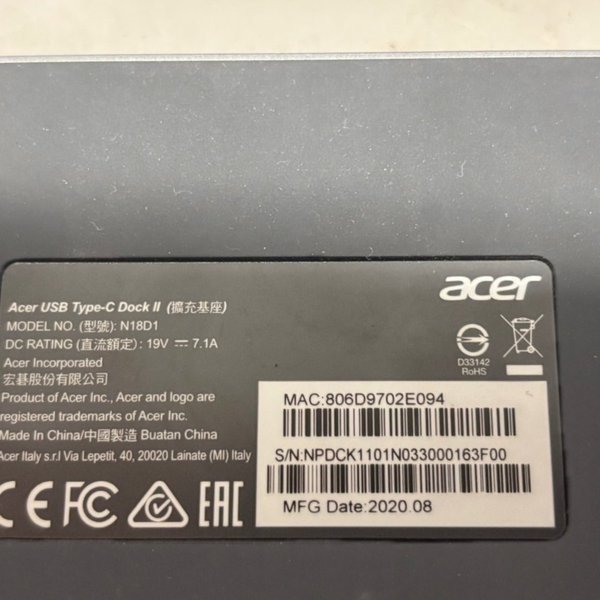 acer
Acer USB Type-C Dock II (擴充基座)
MODEL NO. (型號): N18D1
DC RATING (直流額定): 19V ⎓ 7.1A
Acer Incorporated
宏碁股份有限公司
Product of Acer Inc., Acer and logo are
registered trademarks of Acer Inc.
Made In China/中國製造 Buatan China
Acer Italy s.r.l Via Lepetit, 40, 20020 Lainate (MI) Italy
CE FC EAC
D33142
RoHS
MAC:806D9702E094
S/N:NPDCK1101N033000163F00
MFG Date:2020.08